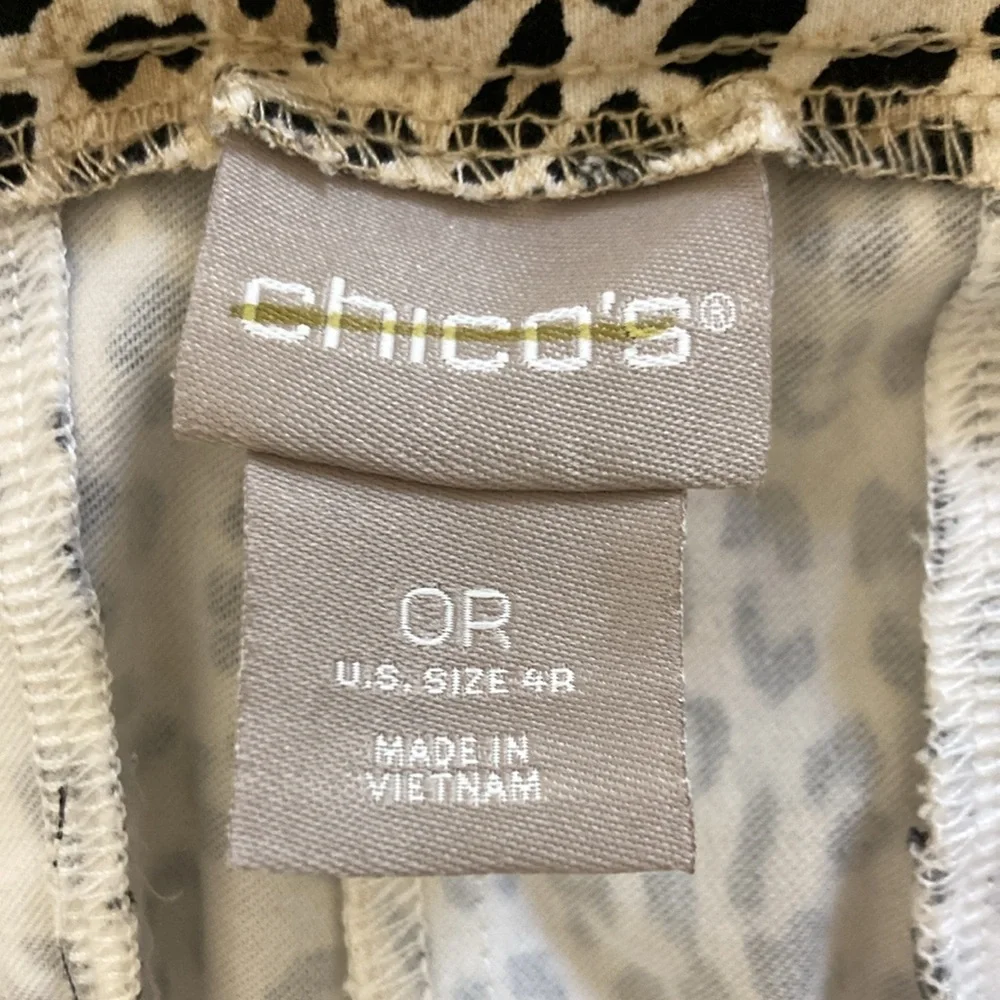 chico's®
0R
U.S. SIZE 4R
MADE IN
VIETNAM